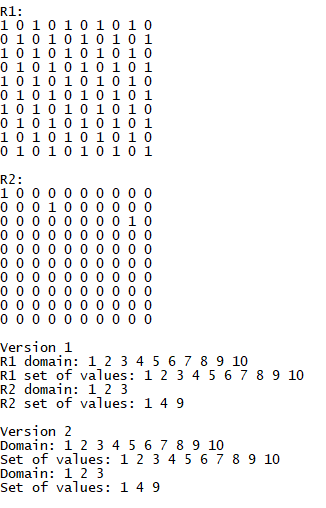 R1:
1 0 1 0 1 0 1 0 1 0
0 1 0 1 0 1 0 1 0 1
1 0 1 0 1 0 1 0 1 0
0 1 0 1 0 1 0 1 0 1
1 0 1 0 1 0 1 0 1 0
0 1 0 1 0 1 0 1 0 1
1 0 1 0 1 0 1 0 1 0
0 1 0 1 0 1 0 1 0 1
1 0 1 0 1 0 1 0 1 0
0 1 0 1 0 1 0 1 0 1
R2:
1 0 0 0 0 0 0 0 0 0
0 0 0 1 0 0 0 0 0 0
0 0 0 0 0 0 0 0 1 0
0 0 0 0 0 0 0 0 0 0
0 0 0 0 0 0 0 0 0 0
0 0 0 0 0 0 0 0 0 0
0 0 0 0 0 0 0 0 0 0
0 0 0 0 0 0 0 0 0 0
0 0 0 0 0 0 0 0 0 0
0 0 0 0 0 0 0 0 0 0
Version 1
R1 domain: 1 2 3 4 5 6 7 8 9 10
R1 set of values: 1 2 3 4 5 6 7 8 9 10
R2 domain: 1 2 3
R2 set of values: 1 4 9
Version 2
Domain: 1 2 3 4 5 6 7 8 9 10
Set of values: 1 2 3 4 5 6 7 8 9 10
Domain: 1 2 3
Set of values: 1 4 9